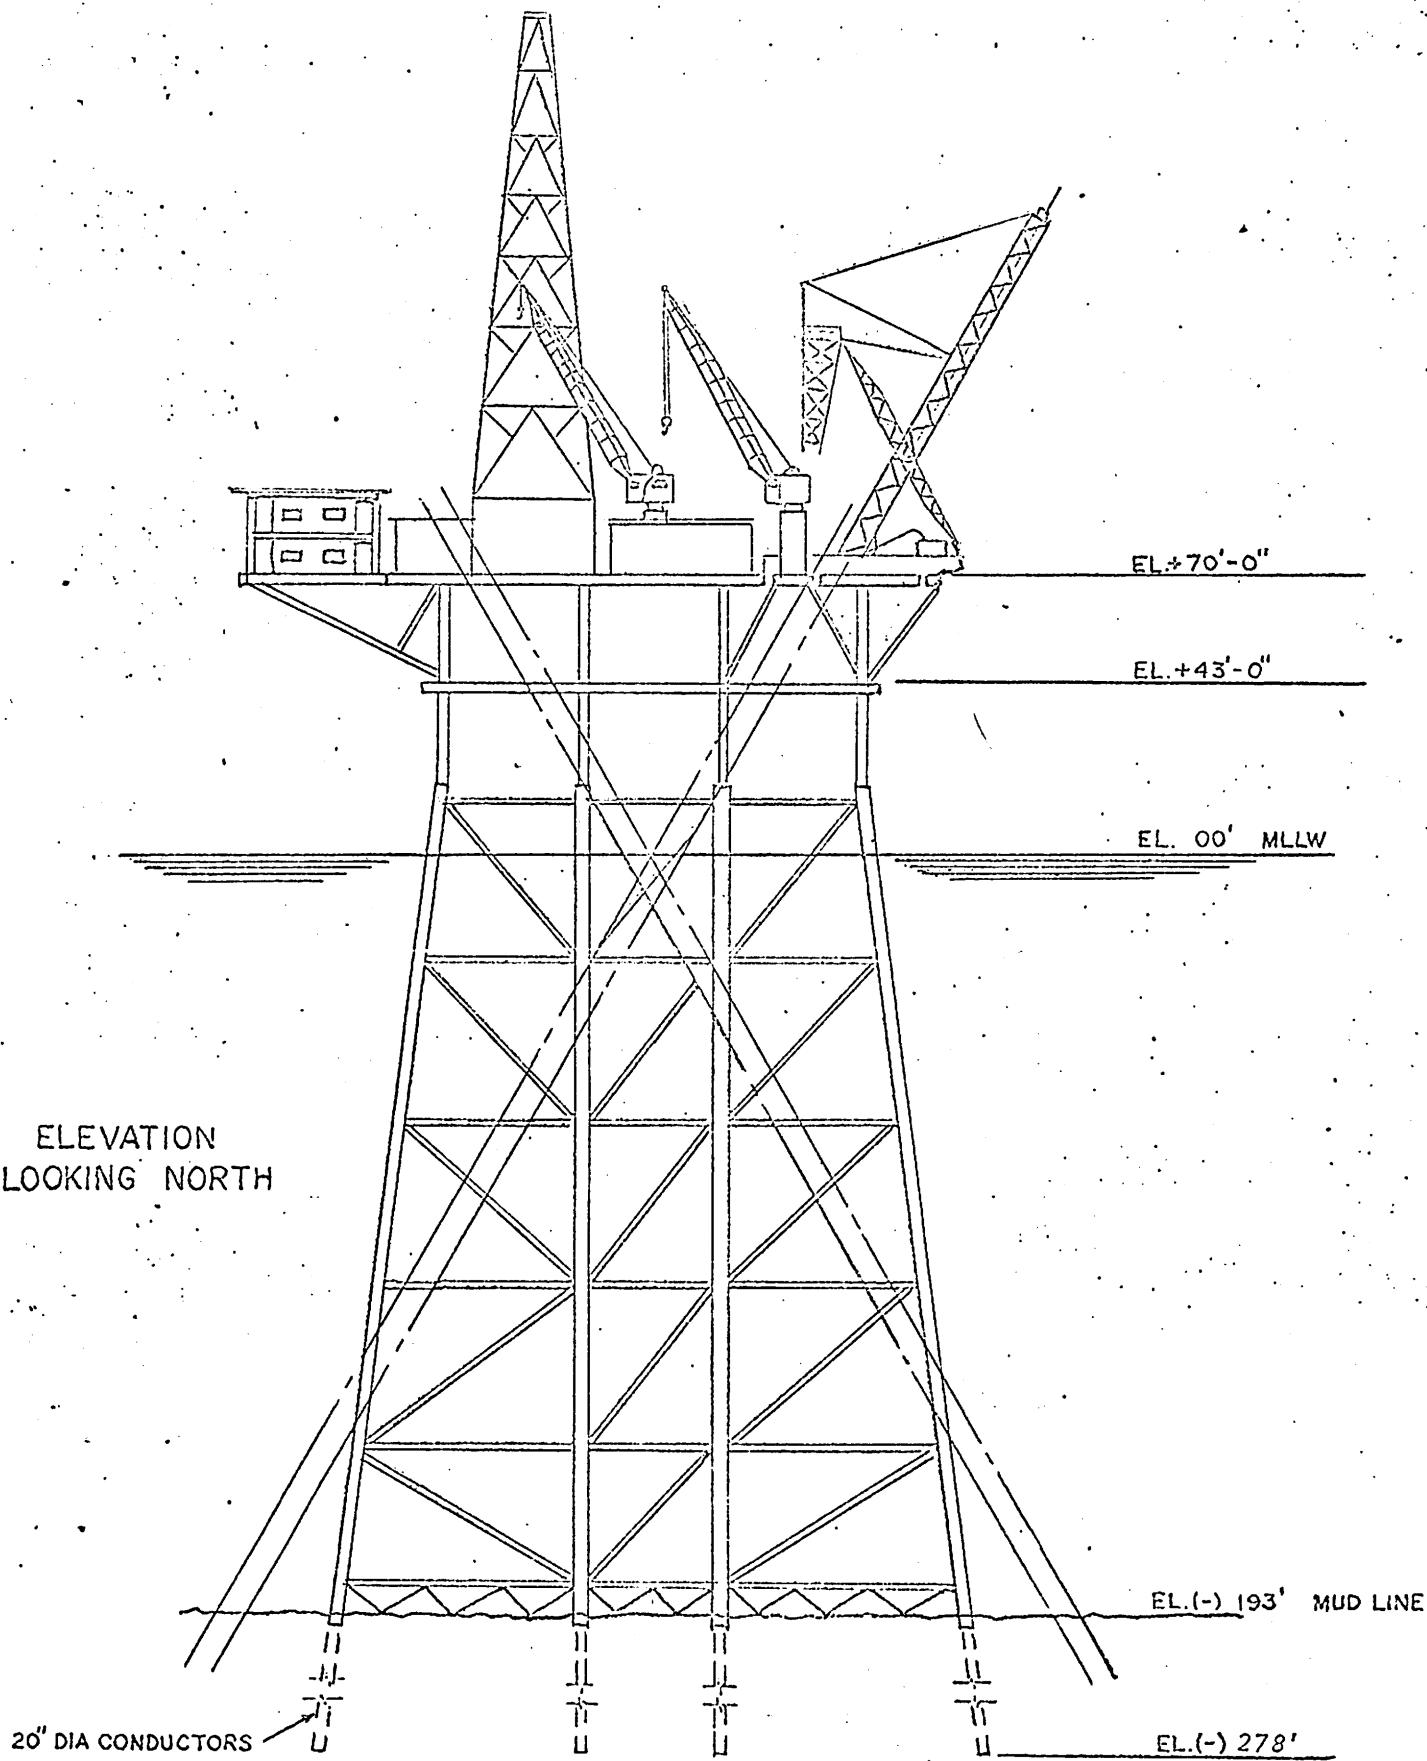 EL.+70'-0"
EL.+43'-0"
EL. 00' MLLW
ELEVATION
LOOKING NORTH
EL.(-) 193' MUD LINE
20" DIA CONDUCTORS
EL.(-) 278'